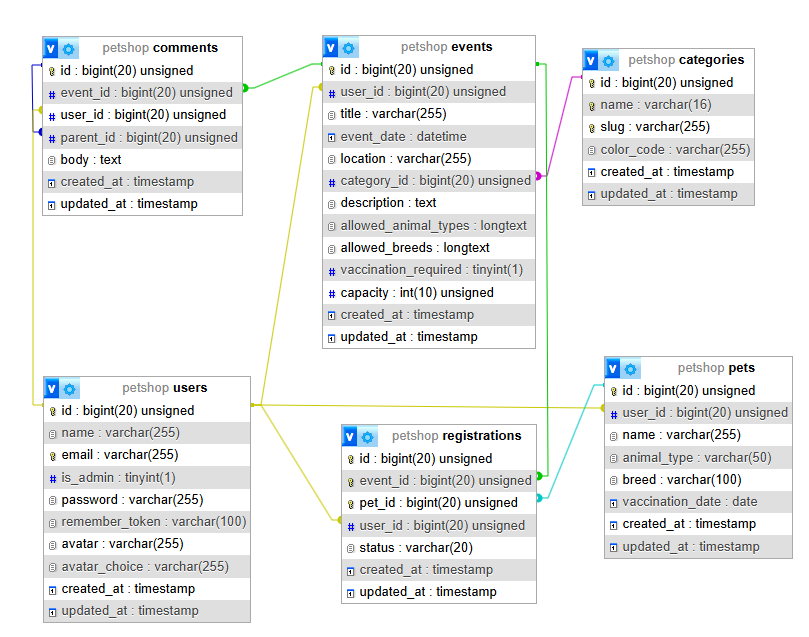 petshop comments
id : bigint(20) unsigned
# event_id : bigint(20) unsigned
# user_id : bigint(20) unsigned
# parent_id : bigint(20) unsigned
body : text
created_at : timestamp
updated_at : timestamp
petshop events
id : bigint(20) unsigned
# user_id : bigint(20) unsigned
title : varchar(255)
event_date : datetime
location : varchar(255)
# category_id : bigint(20) unsigned
description : text
allowed_animal_types : longtext
allowed_breeds : longtext
# vaccination_required : tinyint(1)
# capacity : int(10) unsigned
created_at : timestamp
updated_at : timestamp
petshop categories
id : bigint(20) unsigned
name : varchar(16)
slug : varchar(255)
color_code : varchar(255)
created_at : timestamp
updated_at : timestamp
petshop users
id : bigint(20) unsigned
name : varchar(255)
email : varchar(255)
# is_admin : tinyint(1)
password : varchar(255)
remember_token : varchar(100)
avatar : varchar(255)
avatar_choice : varchar(255)
created_at : timestamp
updated_at : timestamp
petshop registrations
id : bigint(20) unsigned
event_id : bigint(20) unsigned
pet_id : bigint(20) unsigned
# user_id : bigint(20) unsigned
status : varchar(20)
created_at : timestamp
updated_at : timestamp
petshop pets
id : bigint(20) unsigned
# user_id : bigint(20) unsigned
name : varchar(255)
animal_type : varchar(50)
breed : varchar(100)
vaccination_date : date
created_at : timestamp
updated_at : timestamp